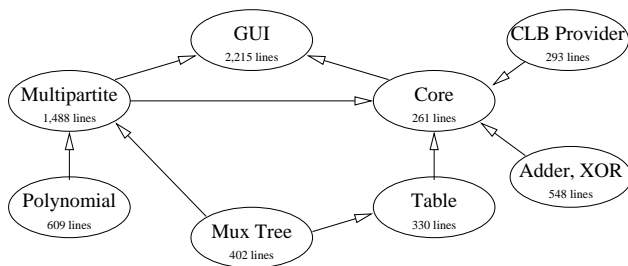 GUI
2,215 lines
CLB Provider
293 lines
Multipartite
1,488 lines
Core
261 lines
Polynomial
609 lines
Mux Tree
402 lines
Table
330 lines
Adder, XOR
548 lines